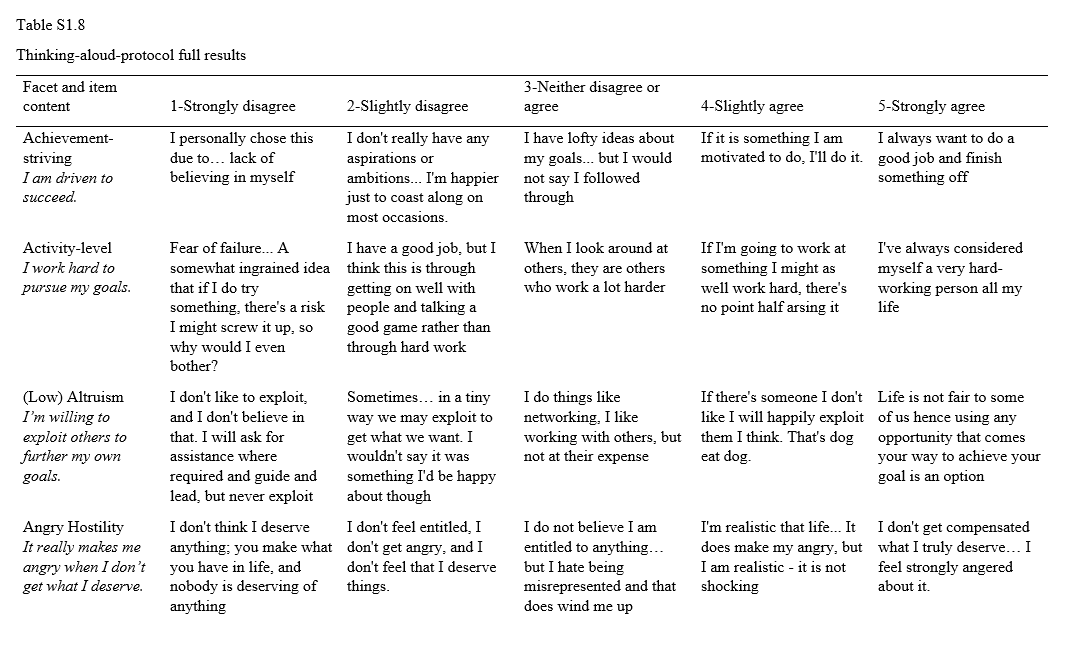 Table S1.8
Thinking-aloud-protocol full results
Facet and item
content
1-Strongly disagree
2-Slightly disagree
3-Neither disagree or
agree
4-Slightly agree
5-Strongly agree
Achievement-
striving
I am driven to
succeed.
I personally chose this
due to… lack of
believing in myself
I don't really have any
aspirations or
ambitions... I'm happier
just to coast along on
most occasions.
I have lofty ideas about
my goals... but I would
not say I followed
through
If it is something I am
motivated to do, I'll do it.
I always want to do a
good job and finish
something off
Activity-level
I work hard to
pursue my goals.
Fear of failure... A
somewhat ingrained idea
that if I do try
something, there's a risk
I might screw it up, so
why would I even
bother?
I have a good job, but I
think this is through
getting on well with
people and talking a
good game rather than
through hard work
When I look around at
others, they are others
who work a lot harder
If I'm going to work at
something I might as
well work hard, there's
no point half arsing it
I've always considered
myself a very hard-
working person all my
life
(Low) Altruism
I’m willing to
exploit others to
further my own
goals.
I don't like to exploit,
and I don't believe in
that. I will ask for
assistance where
required and guide and
lead, but never exploit
Sometimes… in a tiny
way we may exploit to
get what we want. I
wouldn't say it was
something I'd be happy
about though
I do things like
networking, I like
working with others, but
not at their expense
If there's someone I don't
like I will happily exploit
them I think. That's dog
eat dog.
Life is not fair to some
of us hence using any
opportunity that comes
your way to achieve your
goal is an option
Angry Hostility
It really makes me
angry when I don’t
get what I deserve.
I don't think I deserve
anything; you make what
you have in life, and
nobody is deserving of
anything
I don't feel entitled, I
don't get angry, and I
don't feel that I deserve
things.
I do not believe I am
entitled to anything…
but I hate being
misrepresented and that
does wind me up
I'm realistic that life... It
does make my angry, but
I am realistic - it is not
shocking
I don't get compensated
what I truly deserve… I
feel strongly angered
about it.